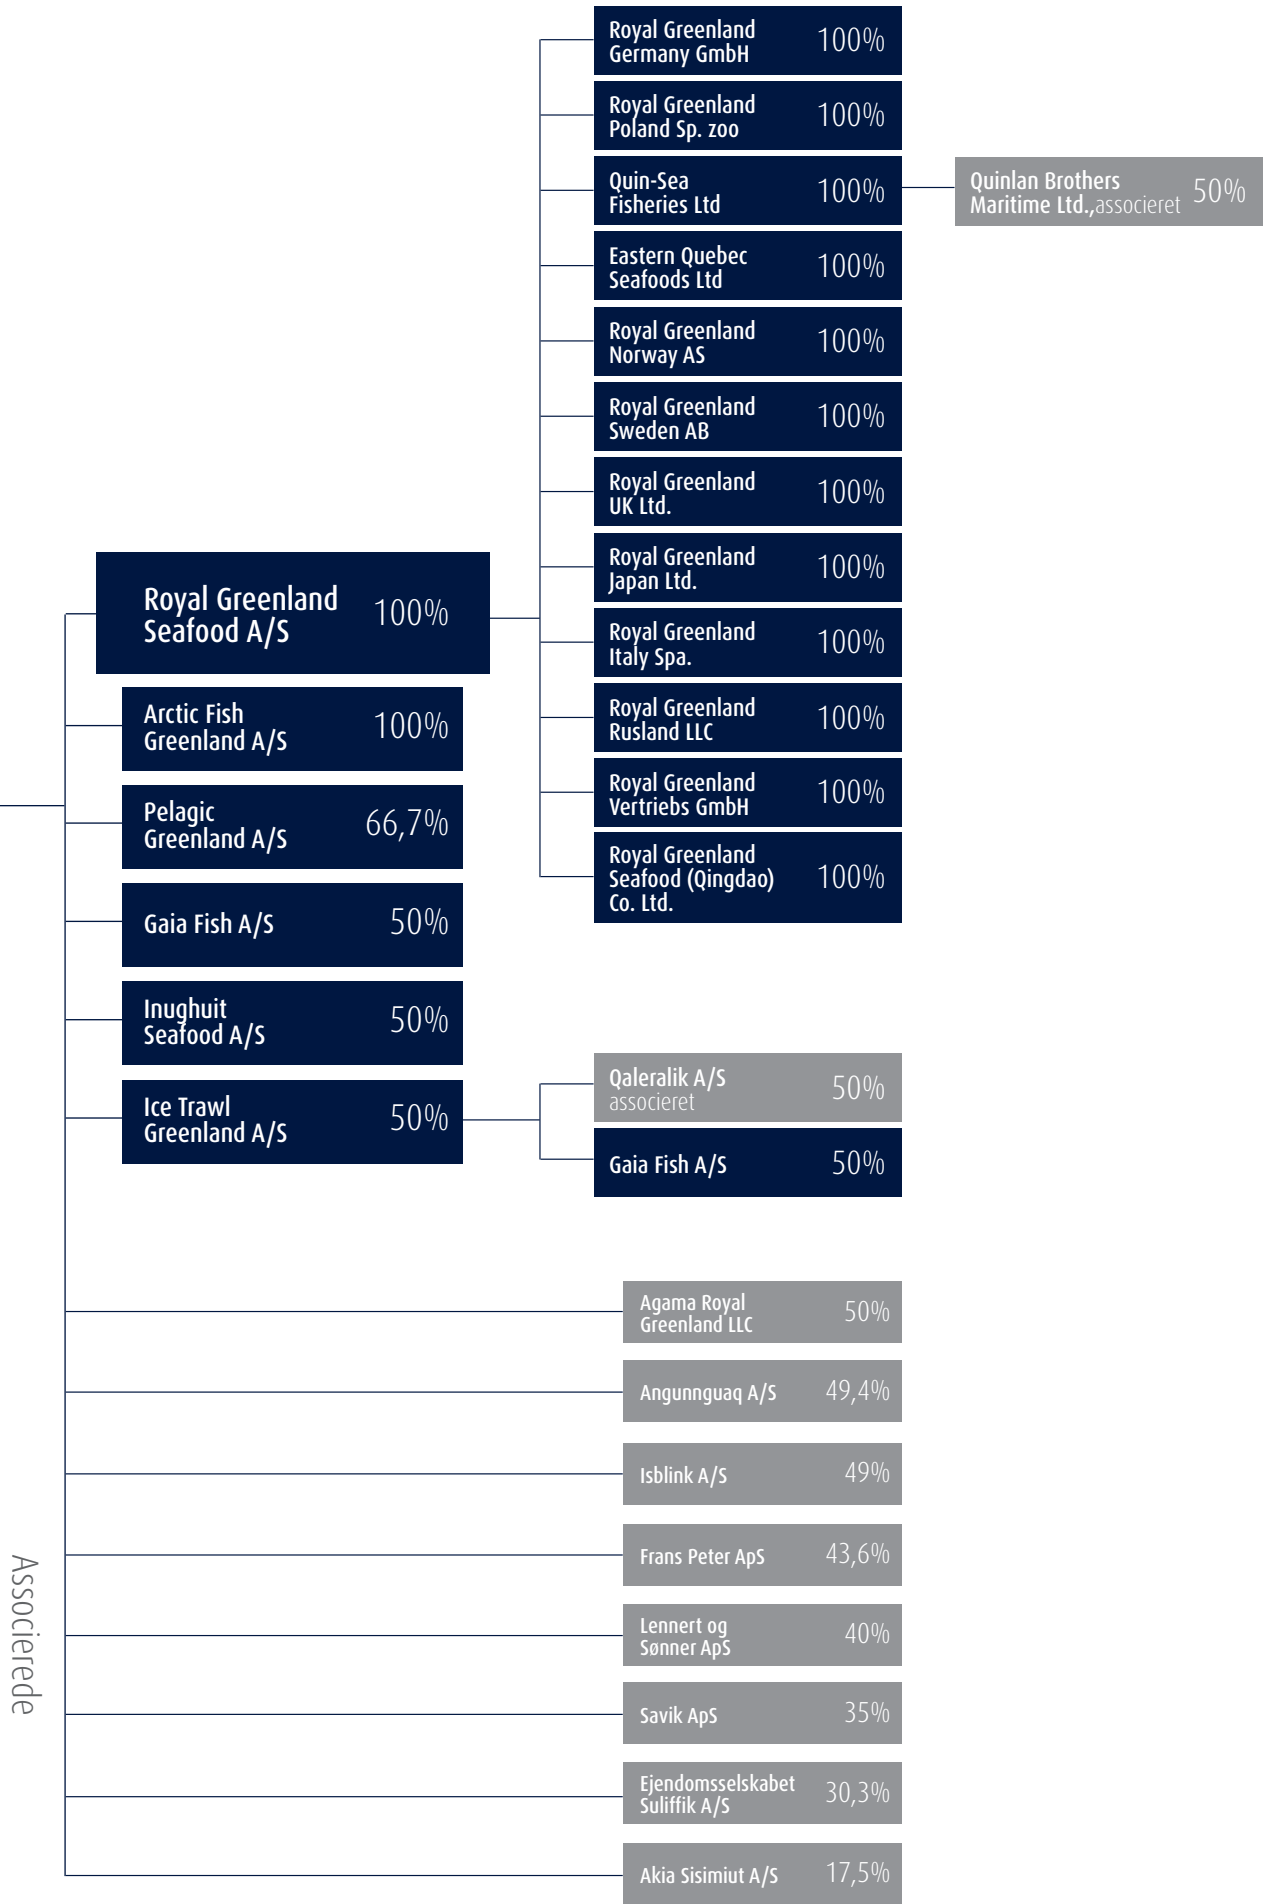 Royal Greenland
Germany GmbH
100%
Royal Greenland
Poland Sp. zoo
100%
Quin-Sea
Fisheries Ltd
100%
Quinlan Brothers
Maritime Ltd.,associeret
50%
Eastern Quebec
Seafoods Ltd
100%
Royal Greenland
Norway AS
100%
Royal Greenland
Sweden AB
100%
Royal Greenland
UK Ltd.
100%
Royal Greenland
Japan Ltd.
100%
Royal Greenland
Italy Spa.
100%
Royal Greenland
Rusland LLC
100%
Royal Greenland
Vertriebs GmbH
100%
Royal Greenland
Seafood (Qingdao)
Co. Ltd.
100%
Royal Greenland
Seafood A/S
100%
Arctic Fish
Greenland A/S
100%
Pelagic
Greenland A/S
66,7%
Gaia Fish A/S
50%
Inughuit
Seafood A/S
50%
Ice Trawl
Greenland A/S
50%
Qaleralik A/S
associeret
50%
Gaia Fish A/S
50%
Associerede
Agama Royal
Greenland LLC
50%
Angunnguaq A/S
49,4%
Isblink A/S
49%
Frans Peter ApS
43,6%
Lennert og
Sønner ApS
40%
Savik ApS
35%
Ejendomsselskabet
Suliffik A/S
30,3%
Akia Sisimiut A/S
17,5%